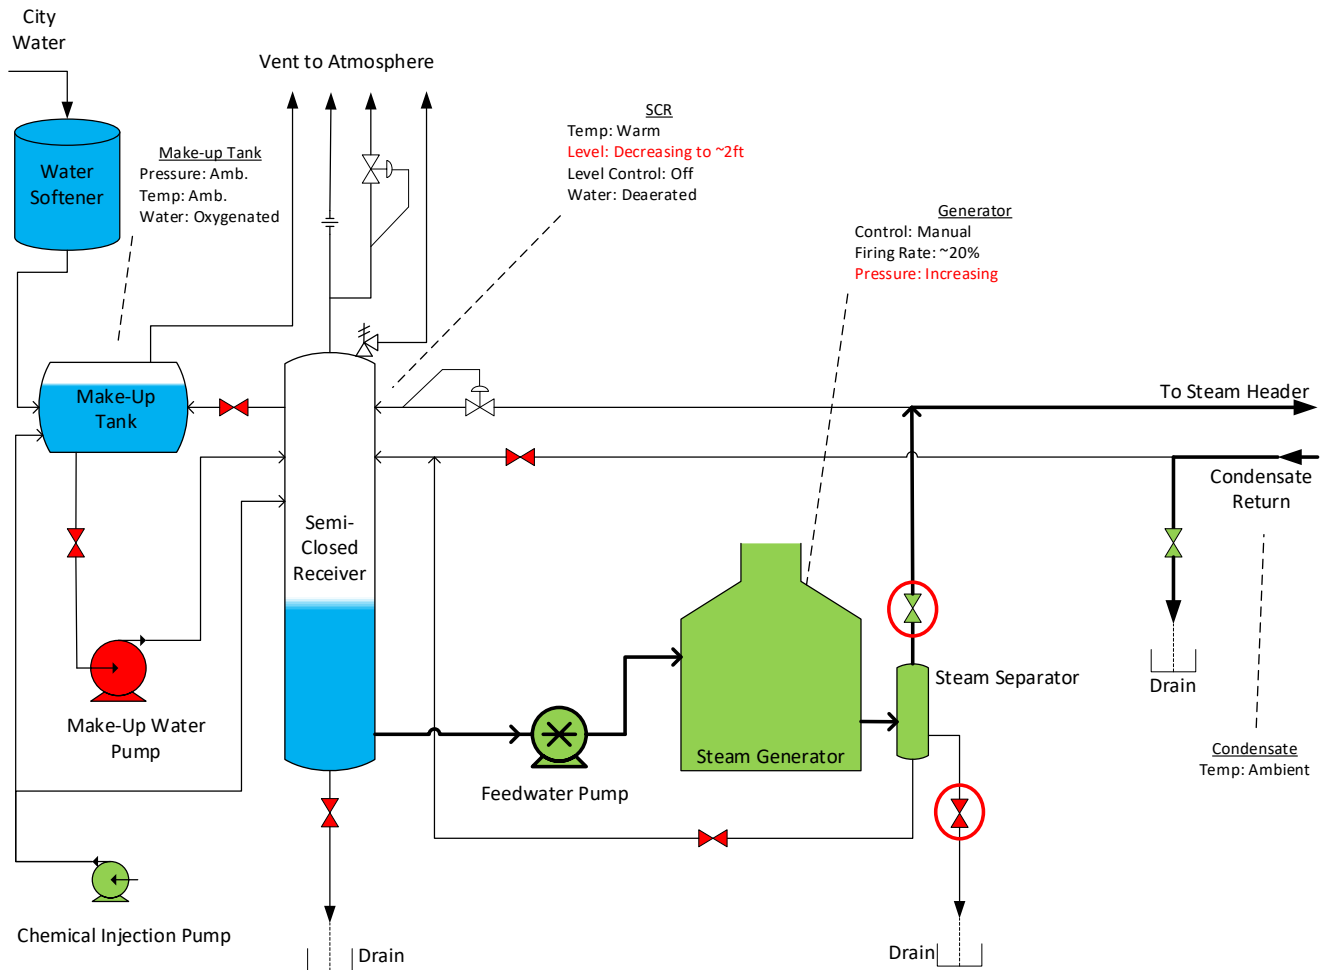 City
Water
Vent to Atmosphere
SCR
Temp: Warm
Level: Decreasing to ~2ft
Level Control: Off
Water: Deaerated
Make-up Tank
Pressure: Amb.
Temp: Amb.
Water: Oxygenated
Water
Softener
Generator
Control: Manual
Firing Rate: ~20%
Pressure: Increasing
Make-Up
Tank
To Steam Header
Condensate
Return
Semi-
Closed
Receiver
Steam Separator
Drain
Make-Up Water
Pump
Steam Generator
Feedwater Pump
Condensate
Temp: Ambient
Chemical Injection Pump
Drain
Drain